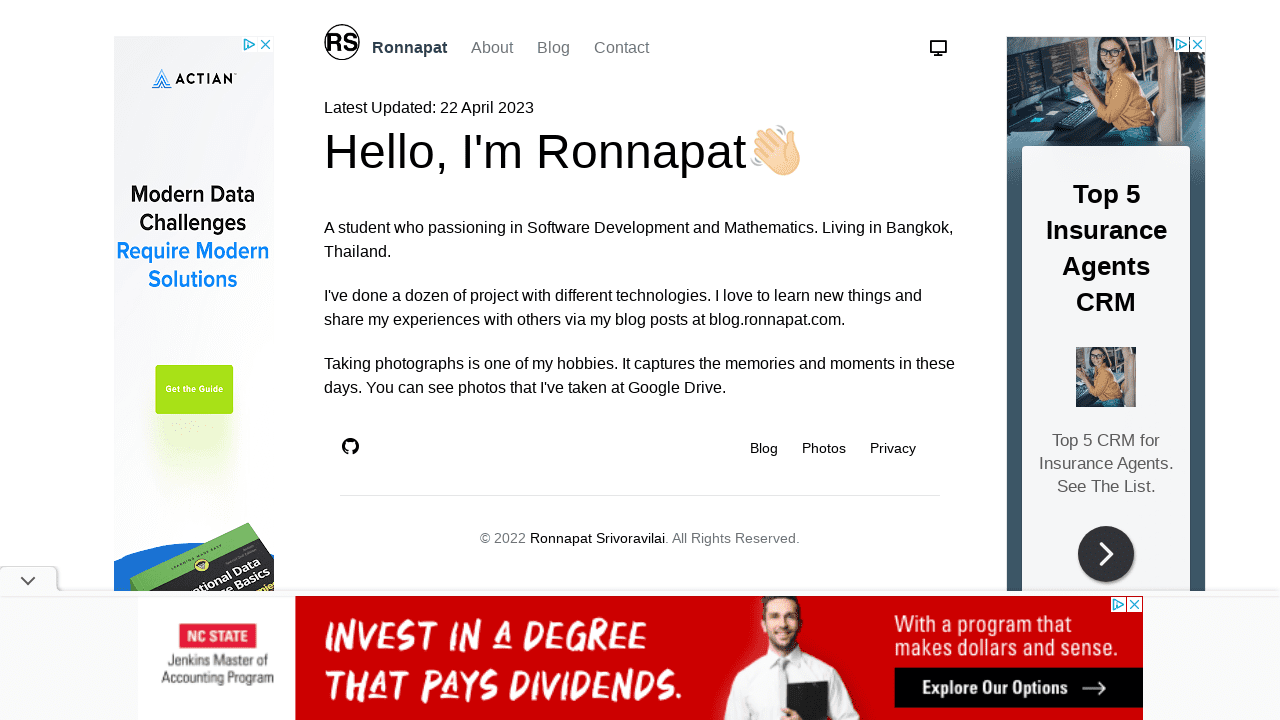 RS
Ronnapat
About
Blog
Contact
Latest Updated: 22 April 2023
Hello, I'm Ronnapat
A student who passioning in Software Development and Mathematics. Living in Bangkok,
Thailand.
I've done a dozen of project with different technologies. I love to learn new things and
share my experiences with others via my blog posts at blog.ronnapat.com.
Taking photographs is one of my hobbies. It captures the memories and moments in these
days. You can see photos that I've taken at Google Drive.
Blog
Photos
Privacy
© 2022 Ronnapat Srivoravilai. All Rights Reserved.
ACTIAN
Modern Data
Challenges
Require Modern
Solutions
Get the Guide
LEARNING MADE EASY
Top 5
Insurance
Agents
CRM
Top 5 CRM for
Insurance Agents.
See The List.
NC STATE
Jenkins Master of
Accounting Program
INVEST IN A DEGREE
THAT PAYS DIVIDENDS.
With a program that
makes dollars and sense.
Explore Our Options